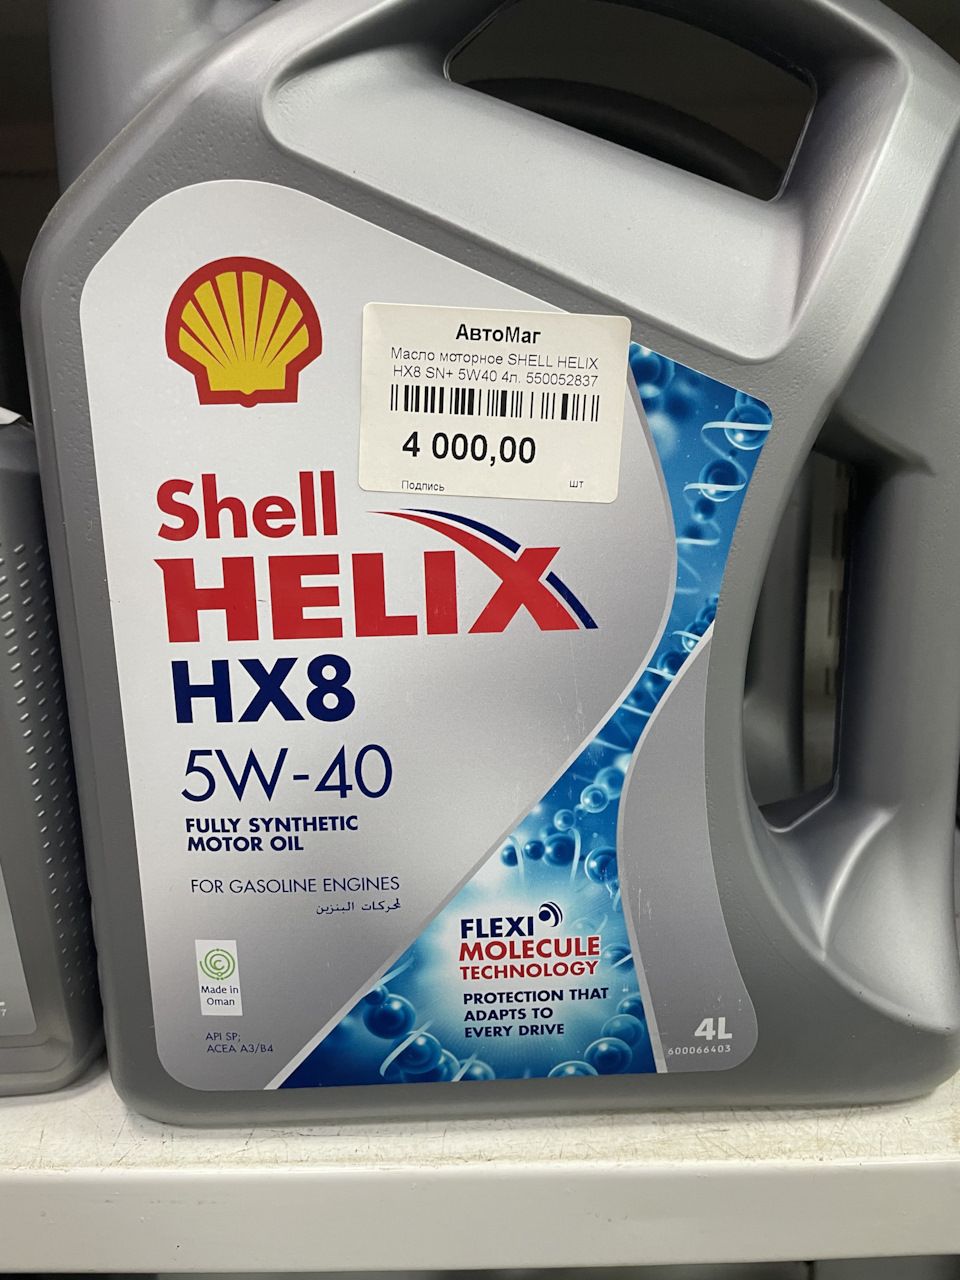 АвтоМаг
Масло моторное SHELL HELIX
HX8 SN+ 5W40 4л. 550052837
4 000,00
Подпись
шт
Shell
HELIX
HX8
5W-40
FULLY SYNTHETIC
MOTOR OIL
FOR GASOLINE ENGINES
لمحركات البنزين
FLEXI
MOLECULE
TECHNOLOGY
PROTECTION THAT
ADAPTS TO
EVERY DRIVE
Made in
Oman
API SP;
ACEA A3/B4
4L
600066403